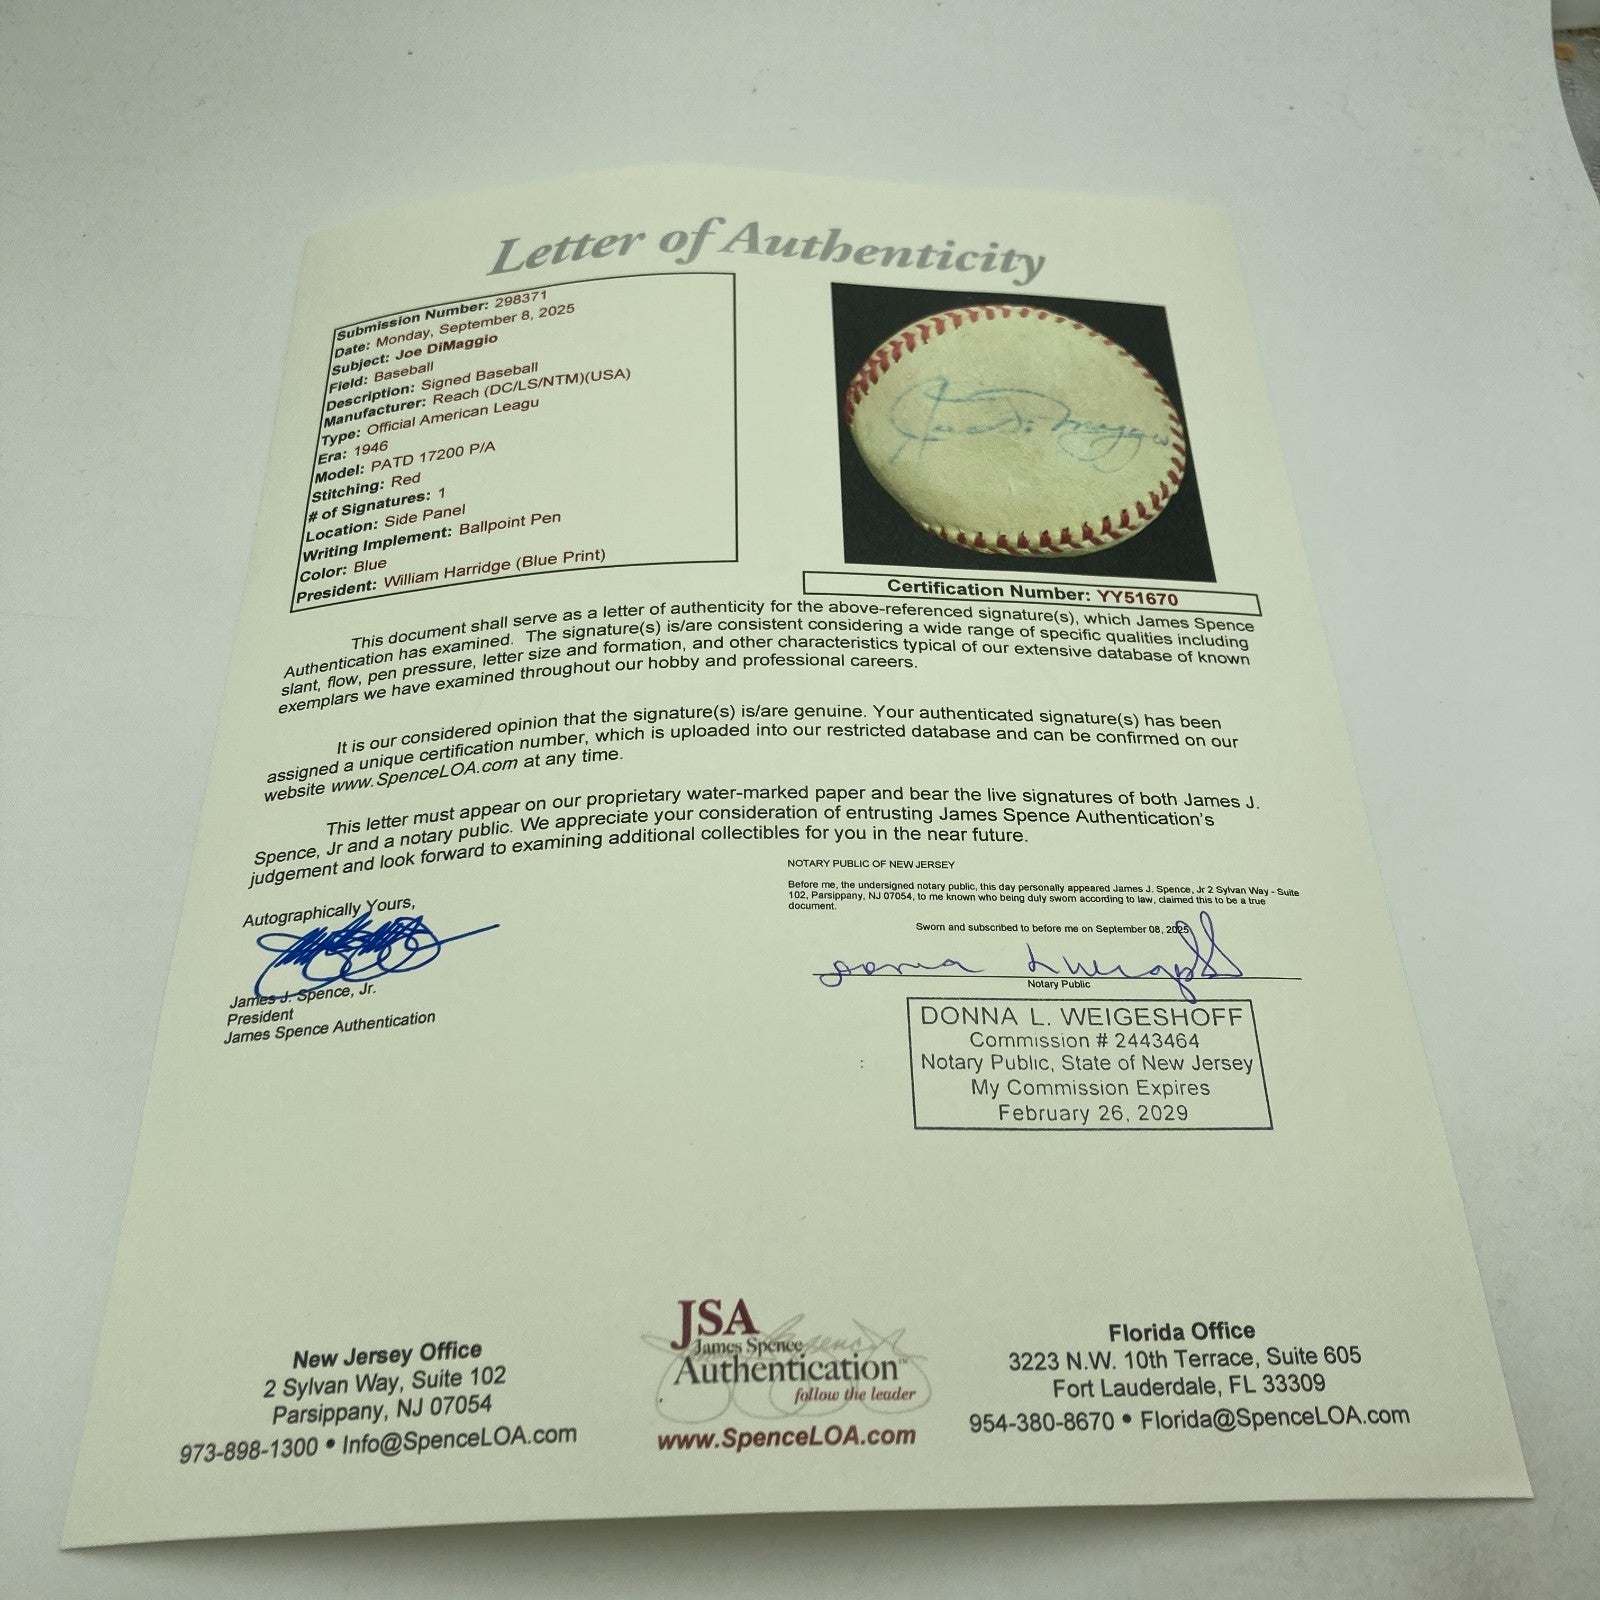 Letter of Authenticity
Submission Number: 298371
Date: Monday, September 8, 2025
Subject: Joe DiMaggio
Field: Baseball
Description: Signed Baseball
Manufacturer: Reach (DC/LS/NTM)(USA)
Type: Official American Leagu
Era: 1946
Model: PATD 17200 P/A
Stitching: Red
# of Signatures: 1
Location: Side Panel
Writing Implement: Ballpoint Pen
Color: Blue
President: William Harridge (Blue Print)
Joe DiMaggio
Certification Number: YY51670
This document shall serve as a letter of authenticity for the above-referenced signature(s), which James Spence
Authentication has examined. The signature(s) is/are consistent considering a wide range of specific qualities including
slant, flow, pen pressure, letter size and formation, and other characteristics typical of our extensive database of known
exemplars we have examined throughout our hobby and professional careers.
It is our considered opinion that the signature(s) is/are genuine. Your authenticated signature(s) has been
assigned a unique certification number, which is uploaded into our restricted database and can be confirmed on our
website www.SpenceLOA.com at any time.
This letter must appear on our proprietary water-marked paper and bear the live signatures of both James J.
Spence, Jr and a notary public. We appreciate your consideration of entrusting James Spence Authentication's
judgement and look forward to examining additional collectibles for you in the near future.
NOTARY PUBLIC OF NEW JERSEY
Before me, the undersigned notary public, this day personally appeared James J. Spence, Jr 2 Sylvan Way - Suite
102, Parsippany, NJ 07054, to me known who being duly sworn according to law, claimed this to be a true
document.
Sworn and subscribed to before me on September 08, 2025
Notary Public
Autographically Yours,
James J. Spence, Jr.
President
James Spence Authentication
DONNA L. WEIGESHOFF
Commission # 2443464
Notary Public, State of New Jersey
My Commission Expires
February 26, 2029
New Jersey Office
2 Sylvan Way, Suite 102
Parsippany, NJ 07054
973-898-1300 • Info@SpenceLOA.com
JSA
James Spence
Authentication™
follow the leader
www.SpenceLOA.com
Florida Office
3223 N.W. 10th Terrace, Suite 605
Fort Lauderdale, FL 33309
954-380-8670 • Florida@SpenceLOA.com